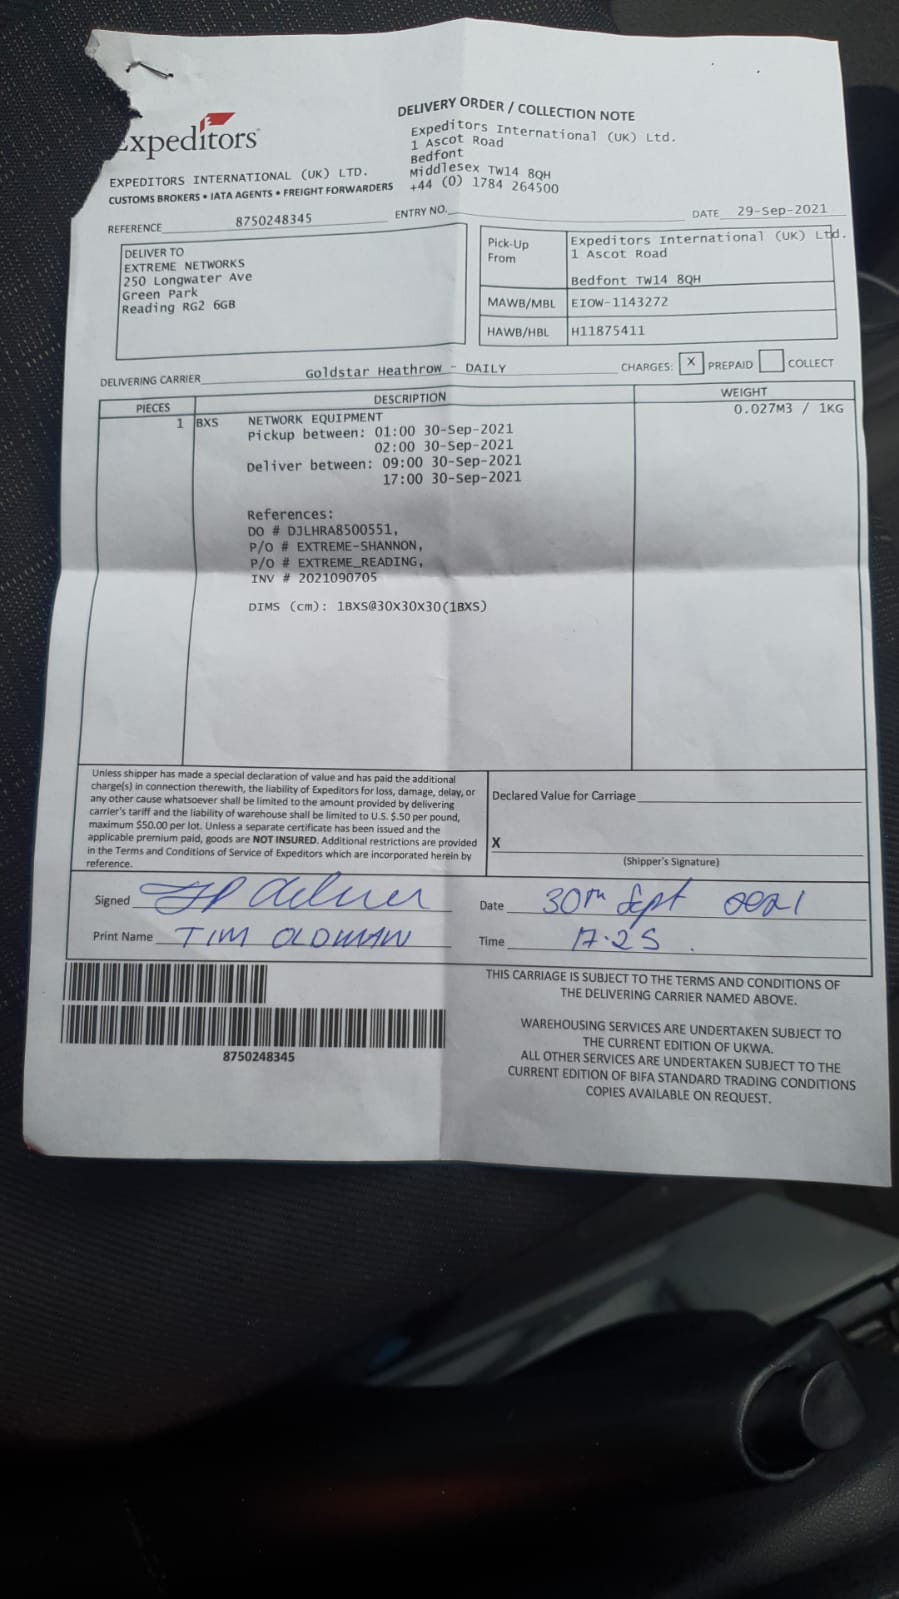 Expeditors
EXPEDITORS INTERNATIONAL (UK) LTD.
CUSTOMS BROKERS • IATA AGENTS • FREIGHT FORWARDERS
DELIVERY ORDER / COLLECTION NOTE
Expeditors International (UK) Ltd.
1 Ascot Road
Bedfont
Middlesex TW14 8QH
+44 (0) 1784 264500
REFERENCE 8750248345 ENTRY NO. DATE 29-Sep-2021
DELIVER TO
EXTREME NETWORKS
250 Longwater Ave
Green Park
Reading RG2 6GB
Pick-Up From
Expeditors International (UK) Ltd.
1 Ascot Road
Bedfont TW14 8QH
MAWB/MBL EIOW-1143272
HAWB/HBL H11875411
DELIVERING CARRIER Goldstar Heathrow - DAILY CHARGES: X PREPAID COLLECT
PIECES DESCRIPTION WEIGHT
1 BXS NETWORK EQUIPMENT 0.027M3 / 1KG
Pickup between: 01:00 30-Sep-2021
02:00 30-Sep-2021
Deliver between: 09:00 30-Sep-2021
17:00 30-Sep-2021
References:
DO # DJLHRA8500551,
P/O # EXTREME-SHANNON,
P/O # EXTREME_READING,
INV # 2021090705
DIMS (cm): 1BXS@30X30X30(1BXS)
Unless shipper has made a special declaration of value and has paid the additional
charge(s) in connection therewith, the liability of Expeditors for loss, damage, delay, or
any other cause whatsoever shall be limited to the amount provided by delivering
carrier's tariff and the liability of warehouse shall be limited to U.S. $.50 per pound,
maximum $50.00 per lot. Unless a separate certificate has been issued and the
applicable premium paid, goods are NOT INSURED. Additional restrictions are provided
in the Terms and Conditions of Service of Expeditors which are incorporated herein by
reference.
Declared Value for Carriage
X
(Shipper's Signature)
Signed
Date 30th Sept 2021
Print Name TIM OLDMAN
Time 17.25
THIS CARRIAGE IS SUBJECT TO THE TERMS AND CONDITIONS OF
THE DELIVERING CARRIER NAMED ABOVE.
WAREHOUSING SERVICES ARE UNDERTAKEN SUBJECT TO
THE CURRENT EDITION OF UKWA.
ALL OTHER SERVICES ARE UNDERTAKEN SUBJECT TO THE
CURRENT EDITION OF BIFA STANDARD TRADING CONDITIONS
COPIES AVAILABLE ON REQUEST.
8750248345